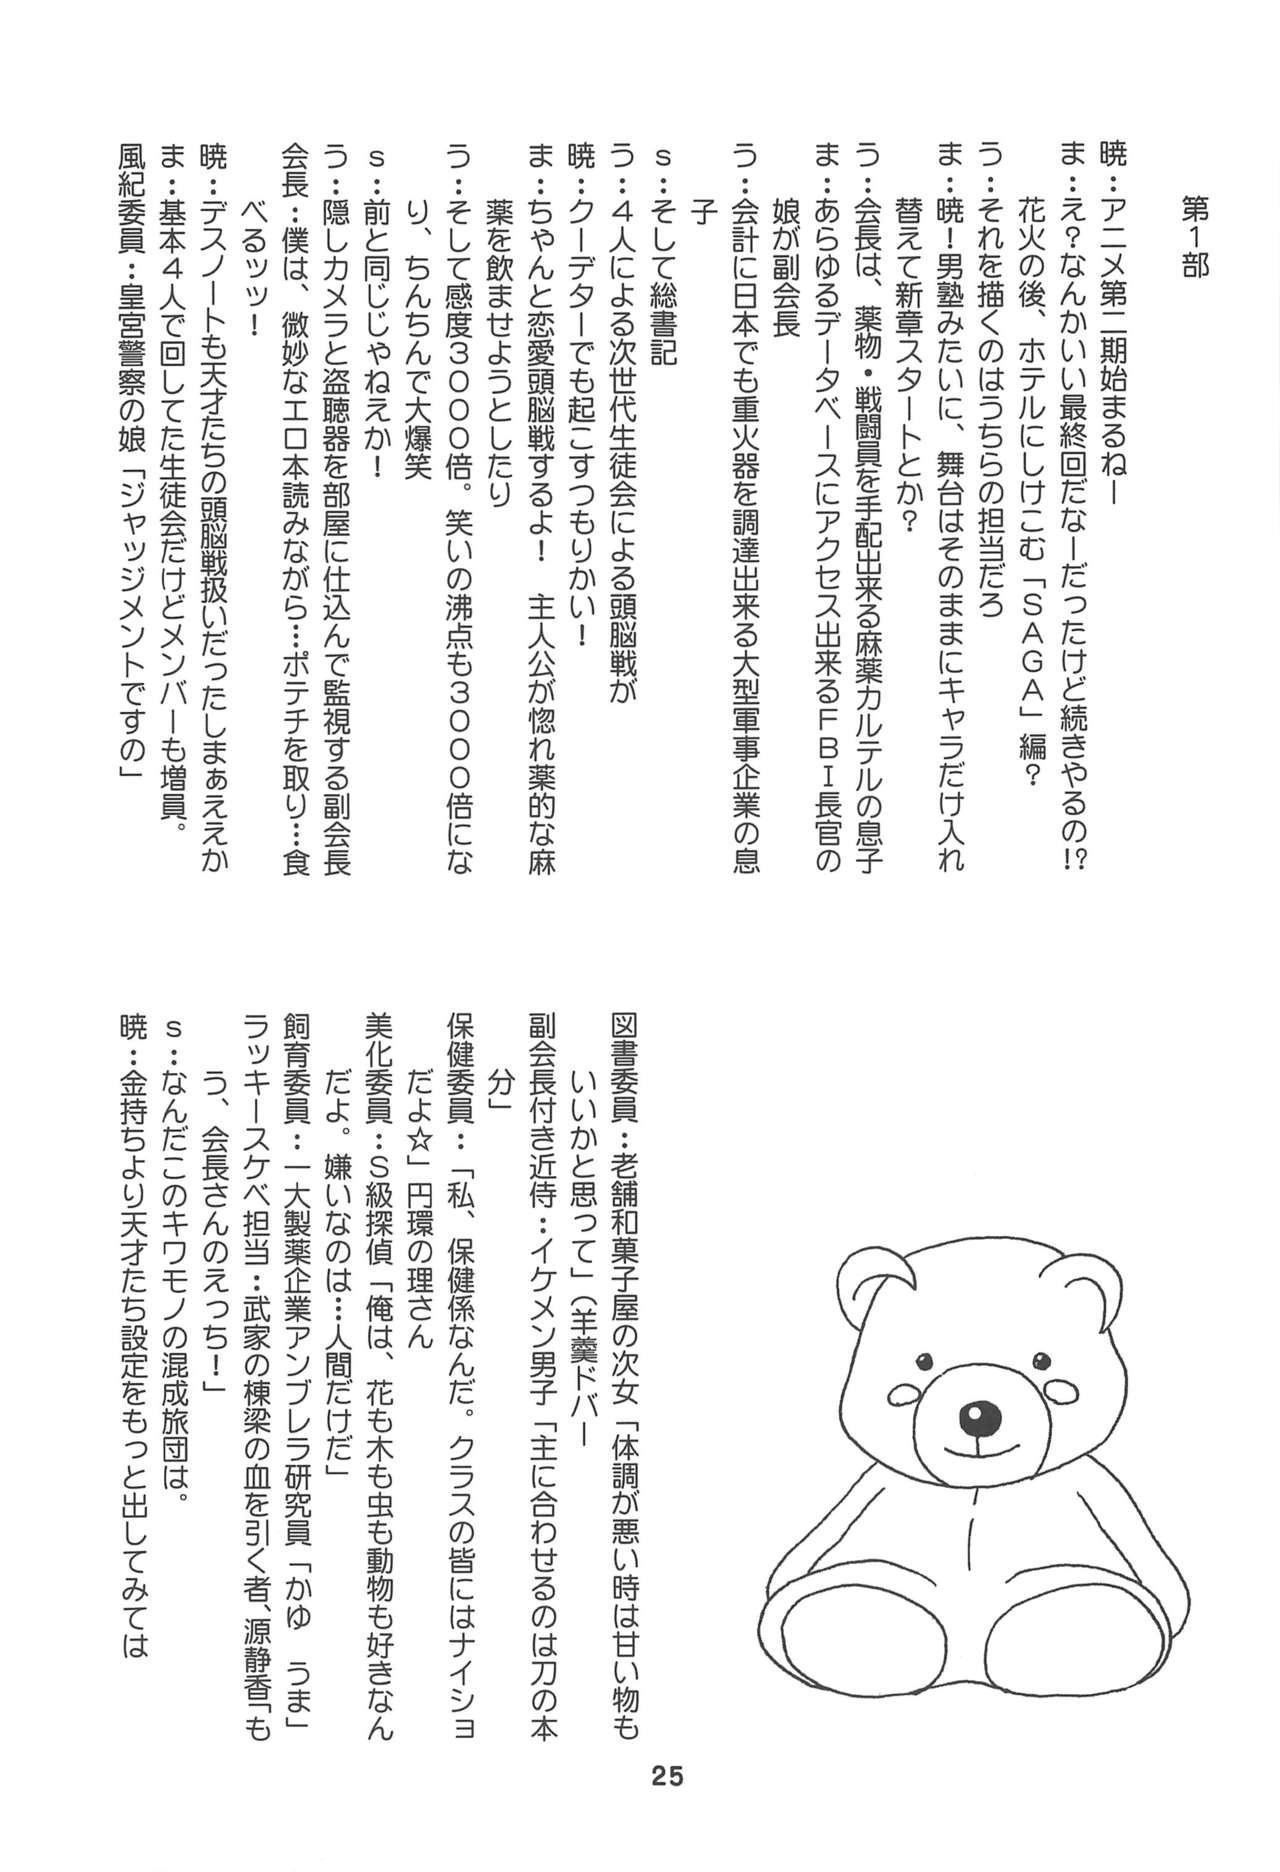 第1部
暁：アニメ第二期始まるねー
ま：え？なんかいい最終回だなーだったけど続きやるの!?
花火の後、ホテルにしけこむ「ＳＡＧＡ」編？
う：それを描くのはうちらの担当だろ
ま：暁！男塾みたいに、舞台はそのままにキャラだけ入れ
替えて新章スタートとか？
う：会長は、薬物・戦闘員を手配出来る麻薬カルテルの息子
ま：あらゆるデータベースにアクセス出来るＦＢＩ長官の
娘が副会長
う：会計に日本でも重火器を調達出来る大型軍事企業の息
子
ｓ：そして総書記
う：４人による次世代生徒会による頭脳戦が
暁：クーデターでも起こすつもりかい！
ま：ちゃんと恋愛頭脳戦するよ！　主人公が惚れ薬的な麻
薬を飲ませようとしたり
う：そして感度３０００倍。笑いの沸点も３０００倍にな
り、ちんちんで大爆笑
ｓ：前と同じじゃねえか！
う：隠しカメラと盗聴器を部屋に仕込んで監視する副会長
会長：僕は、微妙なエロ本読みながら…ポテチを取り…食
べるッッ！
暁：デスノートも天才たちの頭脳戦扱いだったしまぁええか
ま：基本４人で回してた生徒会だけどメンバーも増員。
風紀委員：皇宮警察の娘「ジャッジメントですの」
図書委員：老舗和菓子屋の次女「体調が悪い時は甘い物も
いいかと思って」（羊羹ドバー
副会長付き近侍：イケメン男子「主に合わせるのは刀の本
分」
保健委員：「私、保健係なんだ。クラスの皆にはナイショ
だよ☆」円環の理さん
美化委員：Ｓ級探偵「俺は、花も木も虫も動物も好きなん
だよ。嫌いなのは…人間だけだ」
飼育委員：一大製薬企業アンブレラ研究員「かゆ　うま」
ラッキースケベ担当：武家の棟梁の血を引く者、源静香「も
う、会長さんのえっち！」
ｓ：なんだこのキワモノの混成旅団は。
暁：金持ちより天才たち設定をもっと出してみては
25